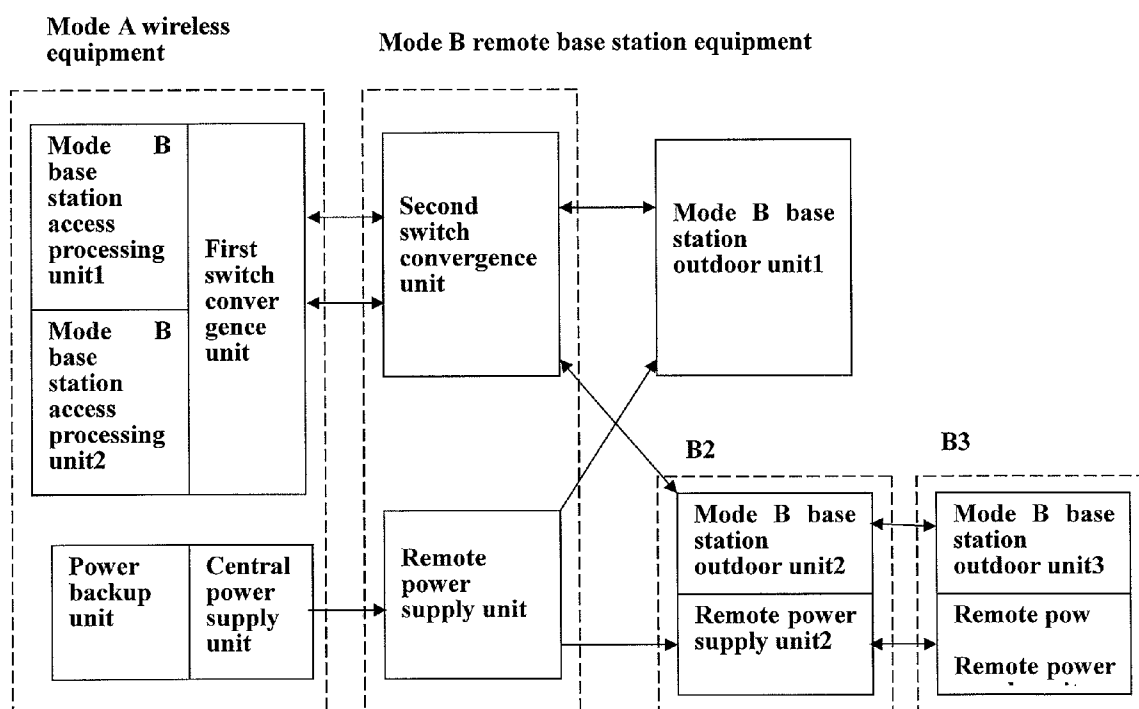 Mode A wireless
equipment
Mode B remote base station equipment
Mode B
base
station
access
processing
unit1
First
switch
conver
gence
unit
Mode B
base
station
access
processing
unit2
Second
switch
convergence
unit
Mode B base
station
outdoor unit1
Power
backup
unit
Central
power
supply
unit
Remote
power
supply unit
B2
Mode B base
station
outdoor unit2
Remote power
supply unit2
B3
Mode B base
station
outdoor unit3
Remote pow
Remote power